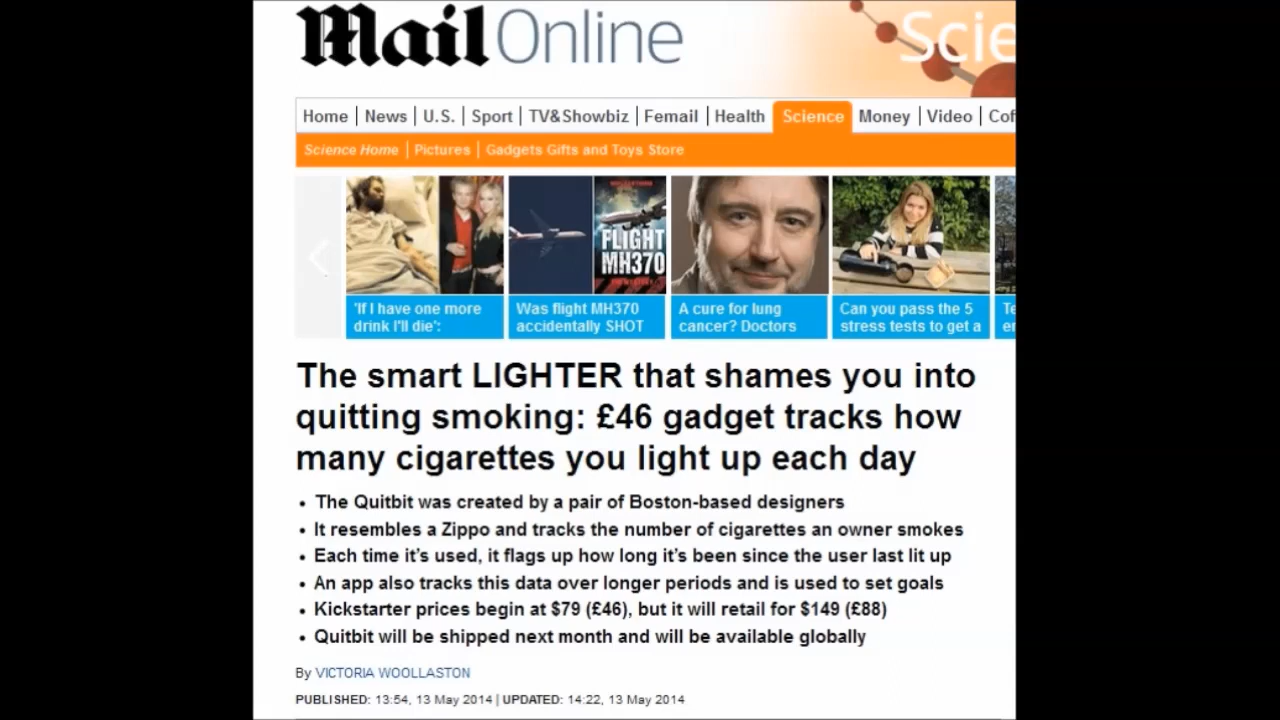 Mail Online
Scie
Home News U.S. Sport TV&Showbiz Femail Health Science Money Video Cof
Science Home Pictures Gadgets Gifts and Toys Store
FLIGHT
MH370
'If I have one more
drink I'll die':
Was flight MH370
accidentally SHOT
A cure for lung
cancer? Doctors
Can you pass the 5
stress tests to get a
Te
en
The smart LIGHTER that shames you into
quitting smoking: £46 gadget tracks how
many cigarettes you light up each day
• The Quitbit was created by a pair of Boston-based designers
• It resembles a Zippo and tracks the number of cigarettes an owner smokes
• Each time it's used, it flags up how long it's been since the user last lit up
• An app also tracks this data over longer periods and is used to set goals
• Kickstarter prices begin at $79 (£46), but it will retail for $149 (£88)
• Quitbit will be shipped next month and will be available globally
By VICTORIA WOOLLASTON
PUBLISHED: 13:54, 13 May 2014 | UPDATED: 14:22, 13 May 2014